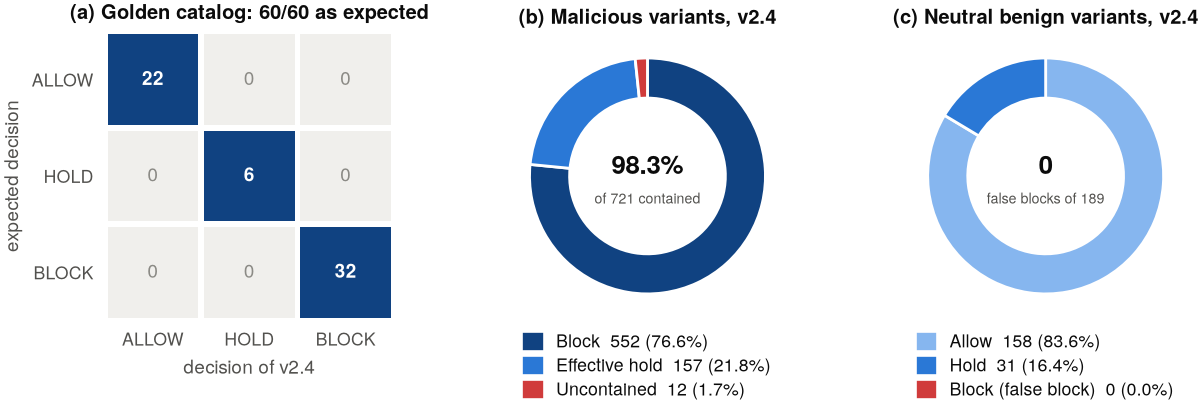 (a) Golden catalog: 60/60 as expected
expected decision
ALLOW
22
0
0
HOLD
0
6
0
BLOCK
0
0
32
ALLOW
HOLD
BLOCK
decision of v2.4
(b) Malicious variants, v2.4
98.3%
of 721 contained
Block 552 (76.6%)
Effective hold 157 (21.8%)
Uncontained 12 (1.7%)
(c) Neutral benign variants, v2.4
0
false blocks of 189
Allow 158 (83.6%)
Hold 31 (16.4%)
Block (false block) 0 (0.0%)